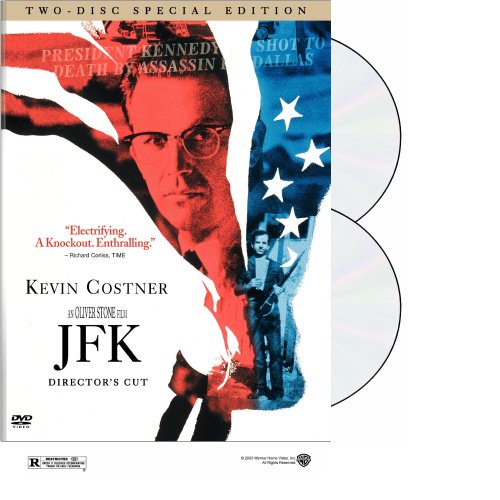 TWO-DISC SPECIAL EDITION
PRESIDENT KENNEDY SHOT TO
DEATH BY ASSASSIN DALLAS
“Electrifying.
A Knockout. Enthralling.”
– Richard Corliss, TIME
KEVIN COSTNER
AN OLIVER STONE FILM
JFK
DIRECTOR'S CUT
DVD
VIDEO
R RESTRICTED
© 2003 Warner Home Video, Inc.
All Rights Reserved.